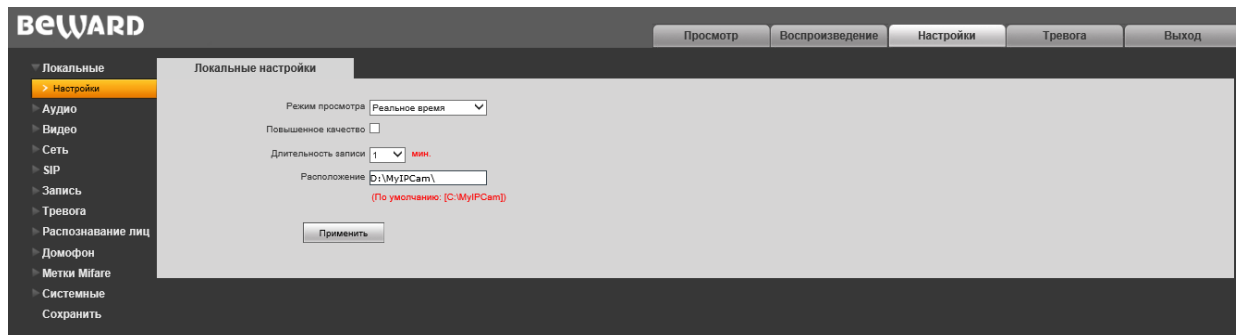 BEWARD
Просмотр Воспроизведение Настройки Тревога Выход
Локальные
> Настройки
Аудио
Видео
Сеть
SIP
Запись
Тревога
Распознавание лиц
Домофон
Метки Mifare
Системные
Сохранить
Локальные настройки
Режим просмотра Реальное время
Повышенное качество
Длительность записи 1 мин.
Расположение D:\MyIPCam\
(По умолчанию: [C:\MyIPCam])
Применить